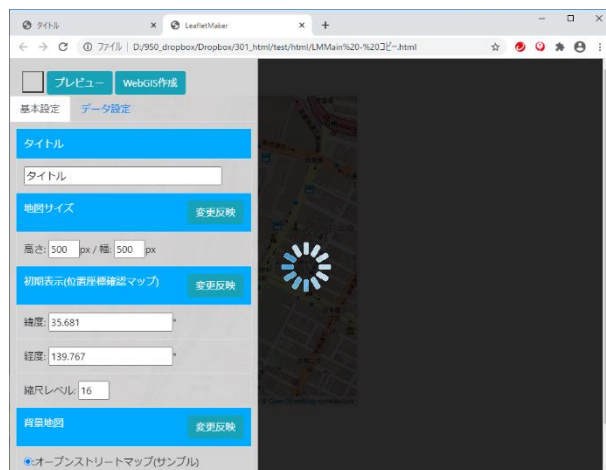 タイトル
LeafletMaker
ファイル | D:/950_dropbox/Dropbox/301_html/test/html/LMMain%20-%20コピー.html
プレビュー WebGIS作成
基本設定 データ設定
タイトル
タイトル
地図サイズ 変更反映
高さ: 500 px / 幅: 500 px
初期表示(位置座標確認マップ) 変更反映
緯度: 35.681 °
経度: 139.767 °
縮尺レベル: 16
背景地図 変更反映
オープンストリートマップ(サンプル)